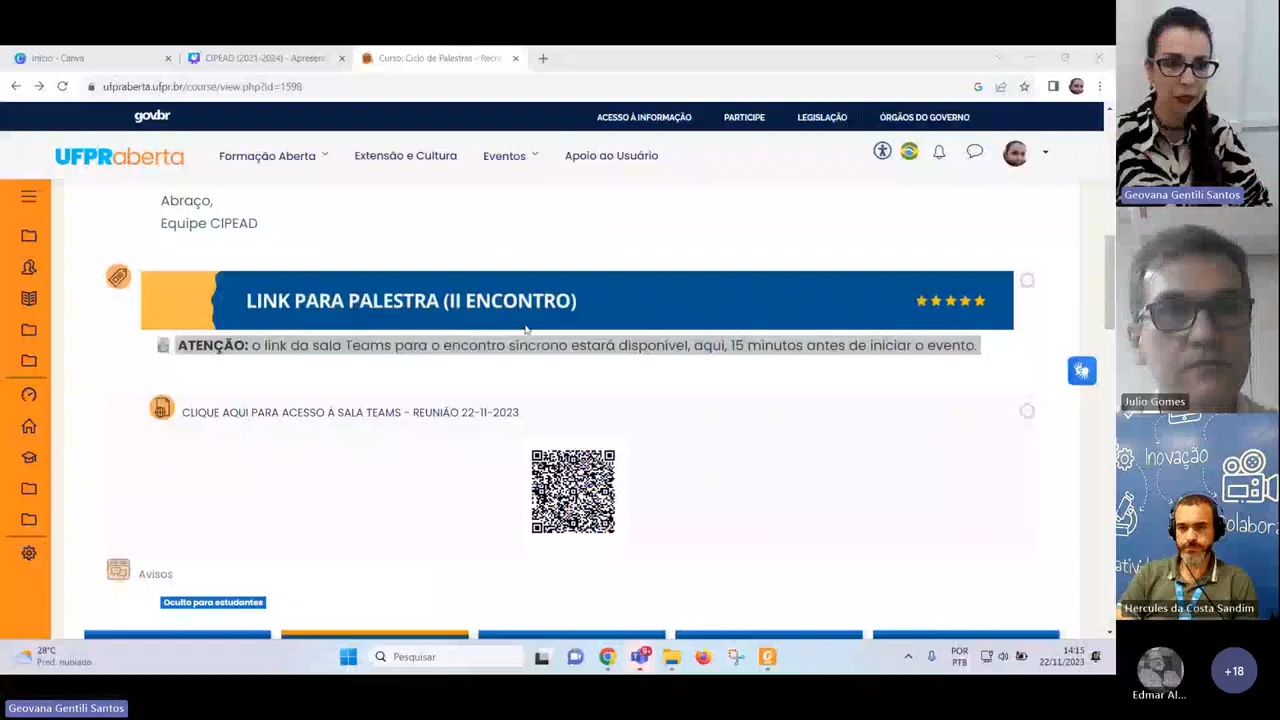 Início - Canva
CIPEAD (2021-2024) - Apresen
Curso: Ciclo de Palestras - Recr
ufpraberta.ufpr.br/course/view.php?id=1598
gov.br
ACESSO À INFORMAÇÃO
PARTICIPE
LEGISLAÇÃO
ÓRGÃOS DO GOVERNO
UFPRaberta
Formação Aberta
Extensão e Cultura
Eventos
Apoio ao Usuário
Abraço,
Equipe CIPEAD
LINK PARA PALESTRA (II ENCONTRO)
ATENÇÃO: o link da sala Teams para o encontro síncrono estará disponível, aqui, 15 minutos antes de iniciar o evento.
CLIQUE AQUI PARA ACESSO À SALA TEAMS - REUNIÃO 22-11-2023
Avisos
Oculto para estudantes
28°C
Pred. nublado
Pesquisar
9+
POR
PTB
14:15
22/11/2023
Geovana Gentili Santos
Geovana Gentili Santos
Julio Gomes
Inovação
olabora
Hercules da Costa Sandim
Edmar Al...
+18